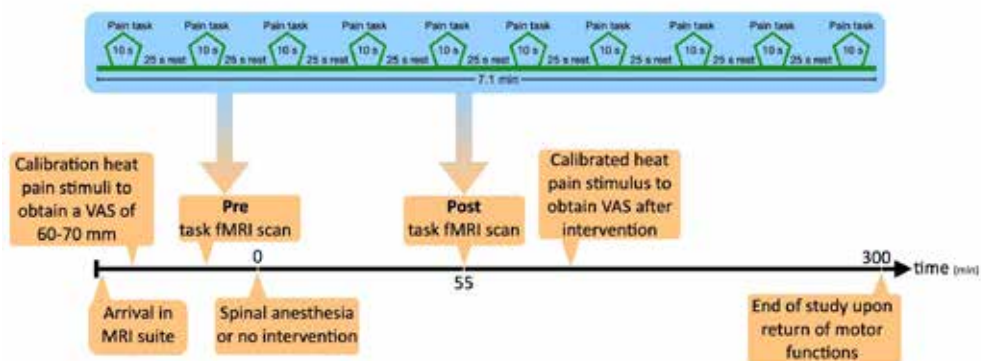 Pain task Pain task Pain task Pain task Pain task Pain task Pain task Pain task Pain task Pain task
10 s 10 s 10 s 10 s 10 s 10 s 10 s 10 s 10 s 10 s
25 s rest 25 s rest 25 s rest 25 s rest 25 s rest 25 s rest 25 s rest 25 s rest 25 s rest
7.1 min
Calibration heat
pain stimuli to
obtain a VAS of
60-70 mm
Pre
task fMRI scan
Post
task fMRI scan
Calibrated heat
pain stimulus to
obtain VAS after
intervention
0
55
300
time (min)
Arrival in
MRI suite
Spinal anesthesia
or no intervention
End of study upon
return of motor
functions